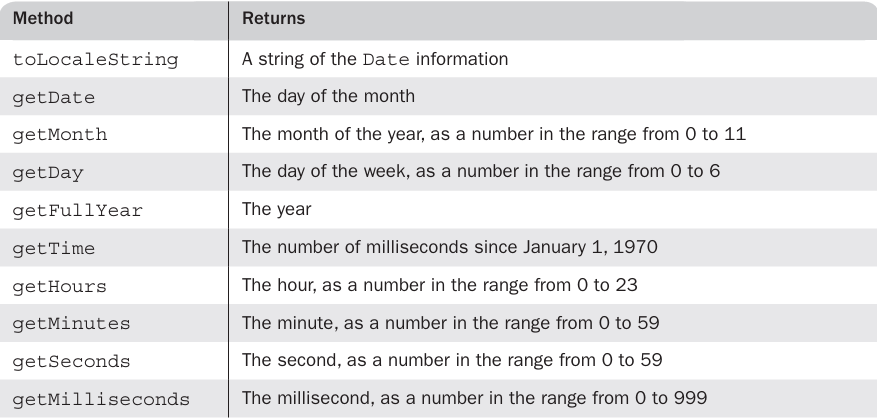 Method Returns
toLocaleString A string of the Date information
getDate The day of the month
getMonth The month of the year, as a number in the range from 0 to 11
getDay The day of the week, as a number in the range from 0 to 6
getFullYear The year
getTime The number of milliseconds since January 1, 1970
getHours The hour, as a number in the range from 0 to 23
getMinutes The minute, as a number in the range from 0 to 59
getSeconds The second, as a number in the range from 0 to 59
getMilliseconds The millisecond, as a number in the range from 0 to 999